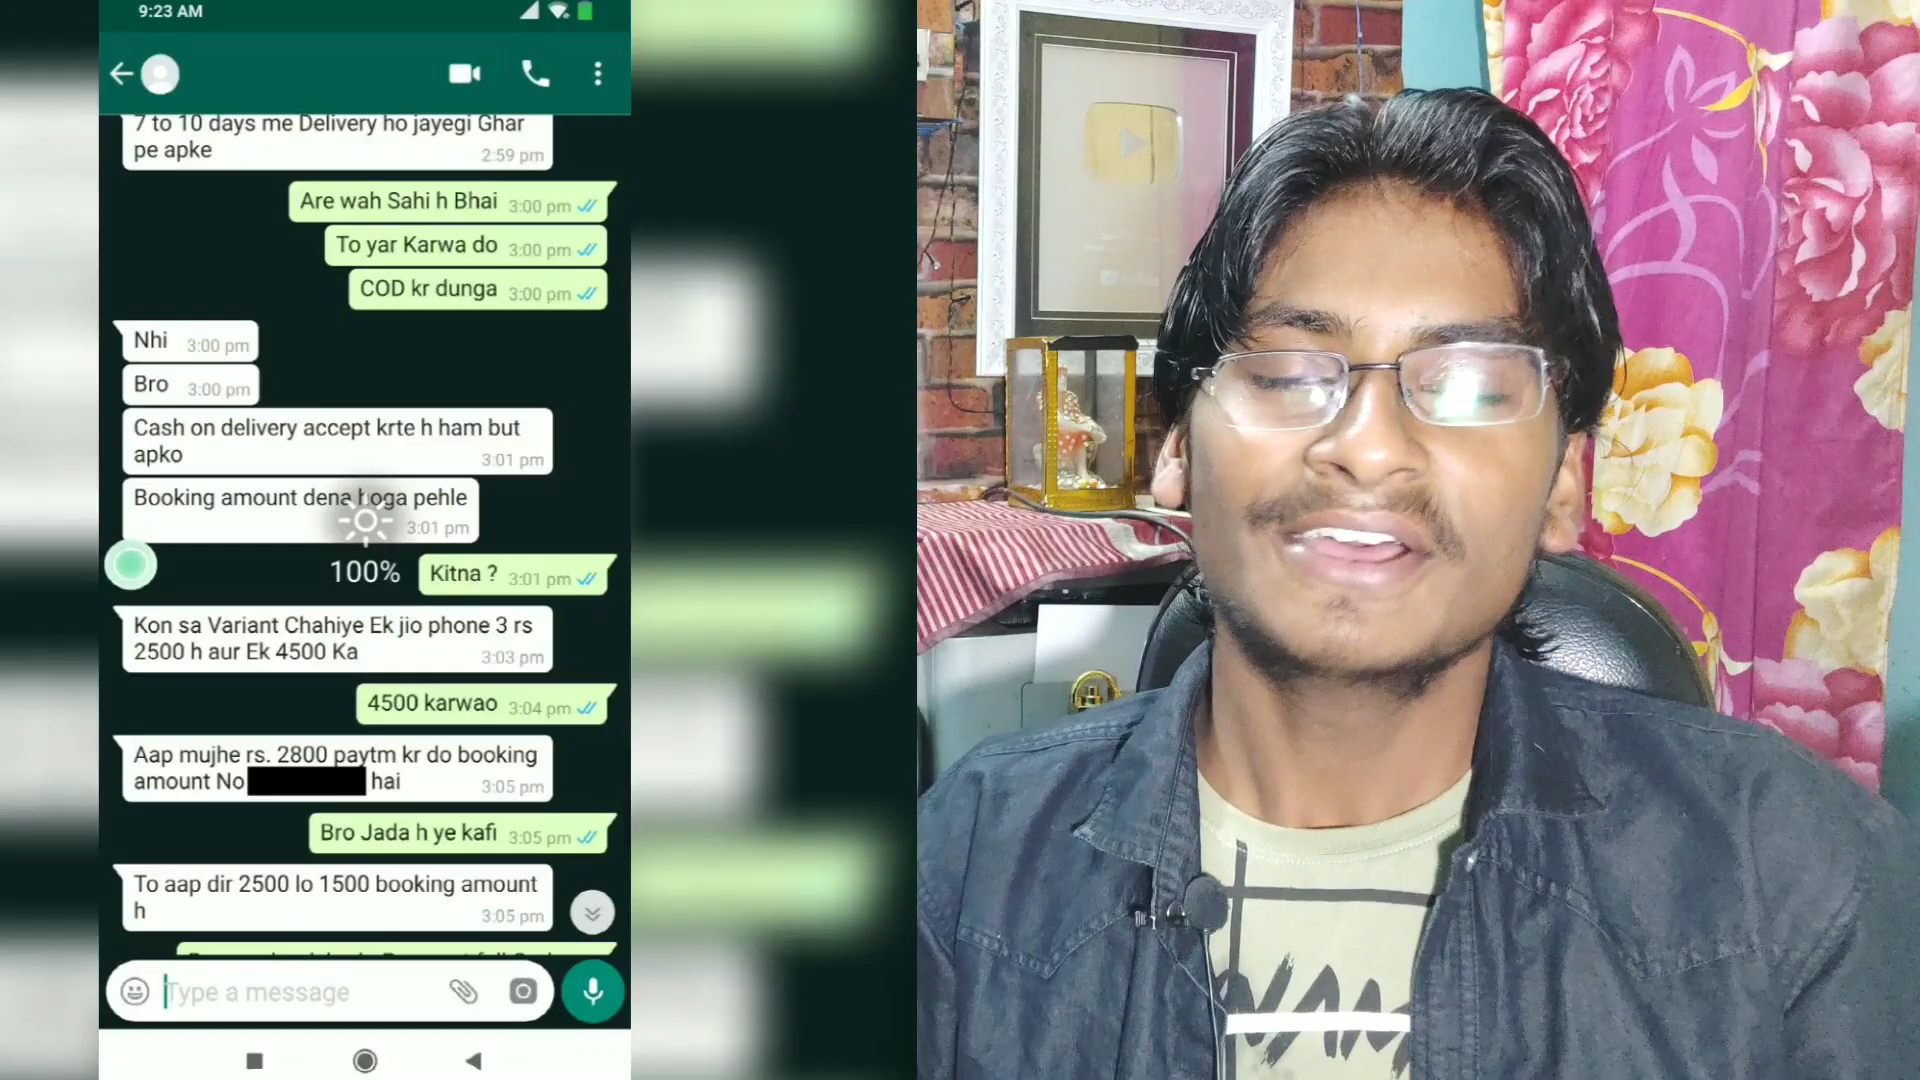 9:23 AM
7 to 10 days me Delivery ho jayegi Ghar
pe apke
2:59 pm
Are wah Sahi h Bhai 3:00 pm
To yar Karwa do 3:00 pm
COD kr dunga 3:00 pm
Nhi 3:00 pm
Bro 3:00 pm
Cash on delivery accept krte h ham but
apko 3:01 pm
Booking amount dena hoga pehle
3:01 pm
100%
Kitna ? 3:01 pm
Kon sa Variant Chahiye Ek jio phone 3 rs
2500 h aur Ek 4500 Ka 3:03 pm
4500 karwao 3:04 pm
Aap mujhe rs. 2800 paytm kr do booking
amount No hai 3:05 pm
Bro Jada h ye kafi 3:05 pm
To aap dir 2500 lo 1500 booking amount
h 3:05 pm
Type a message